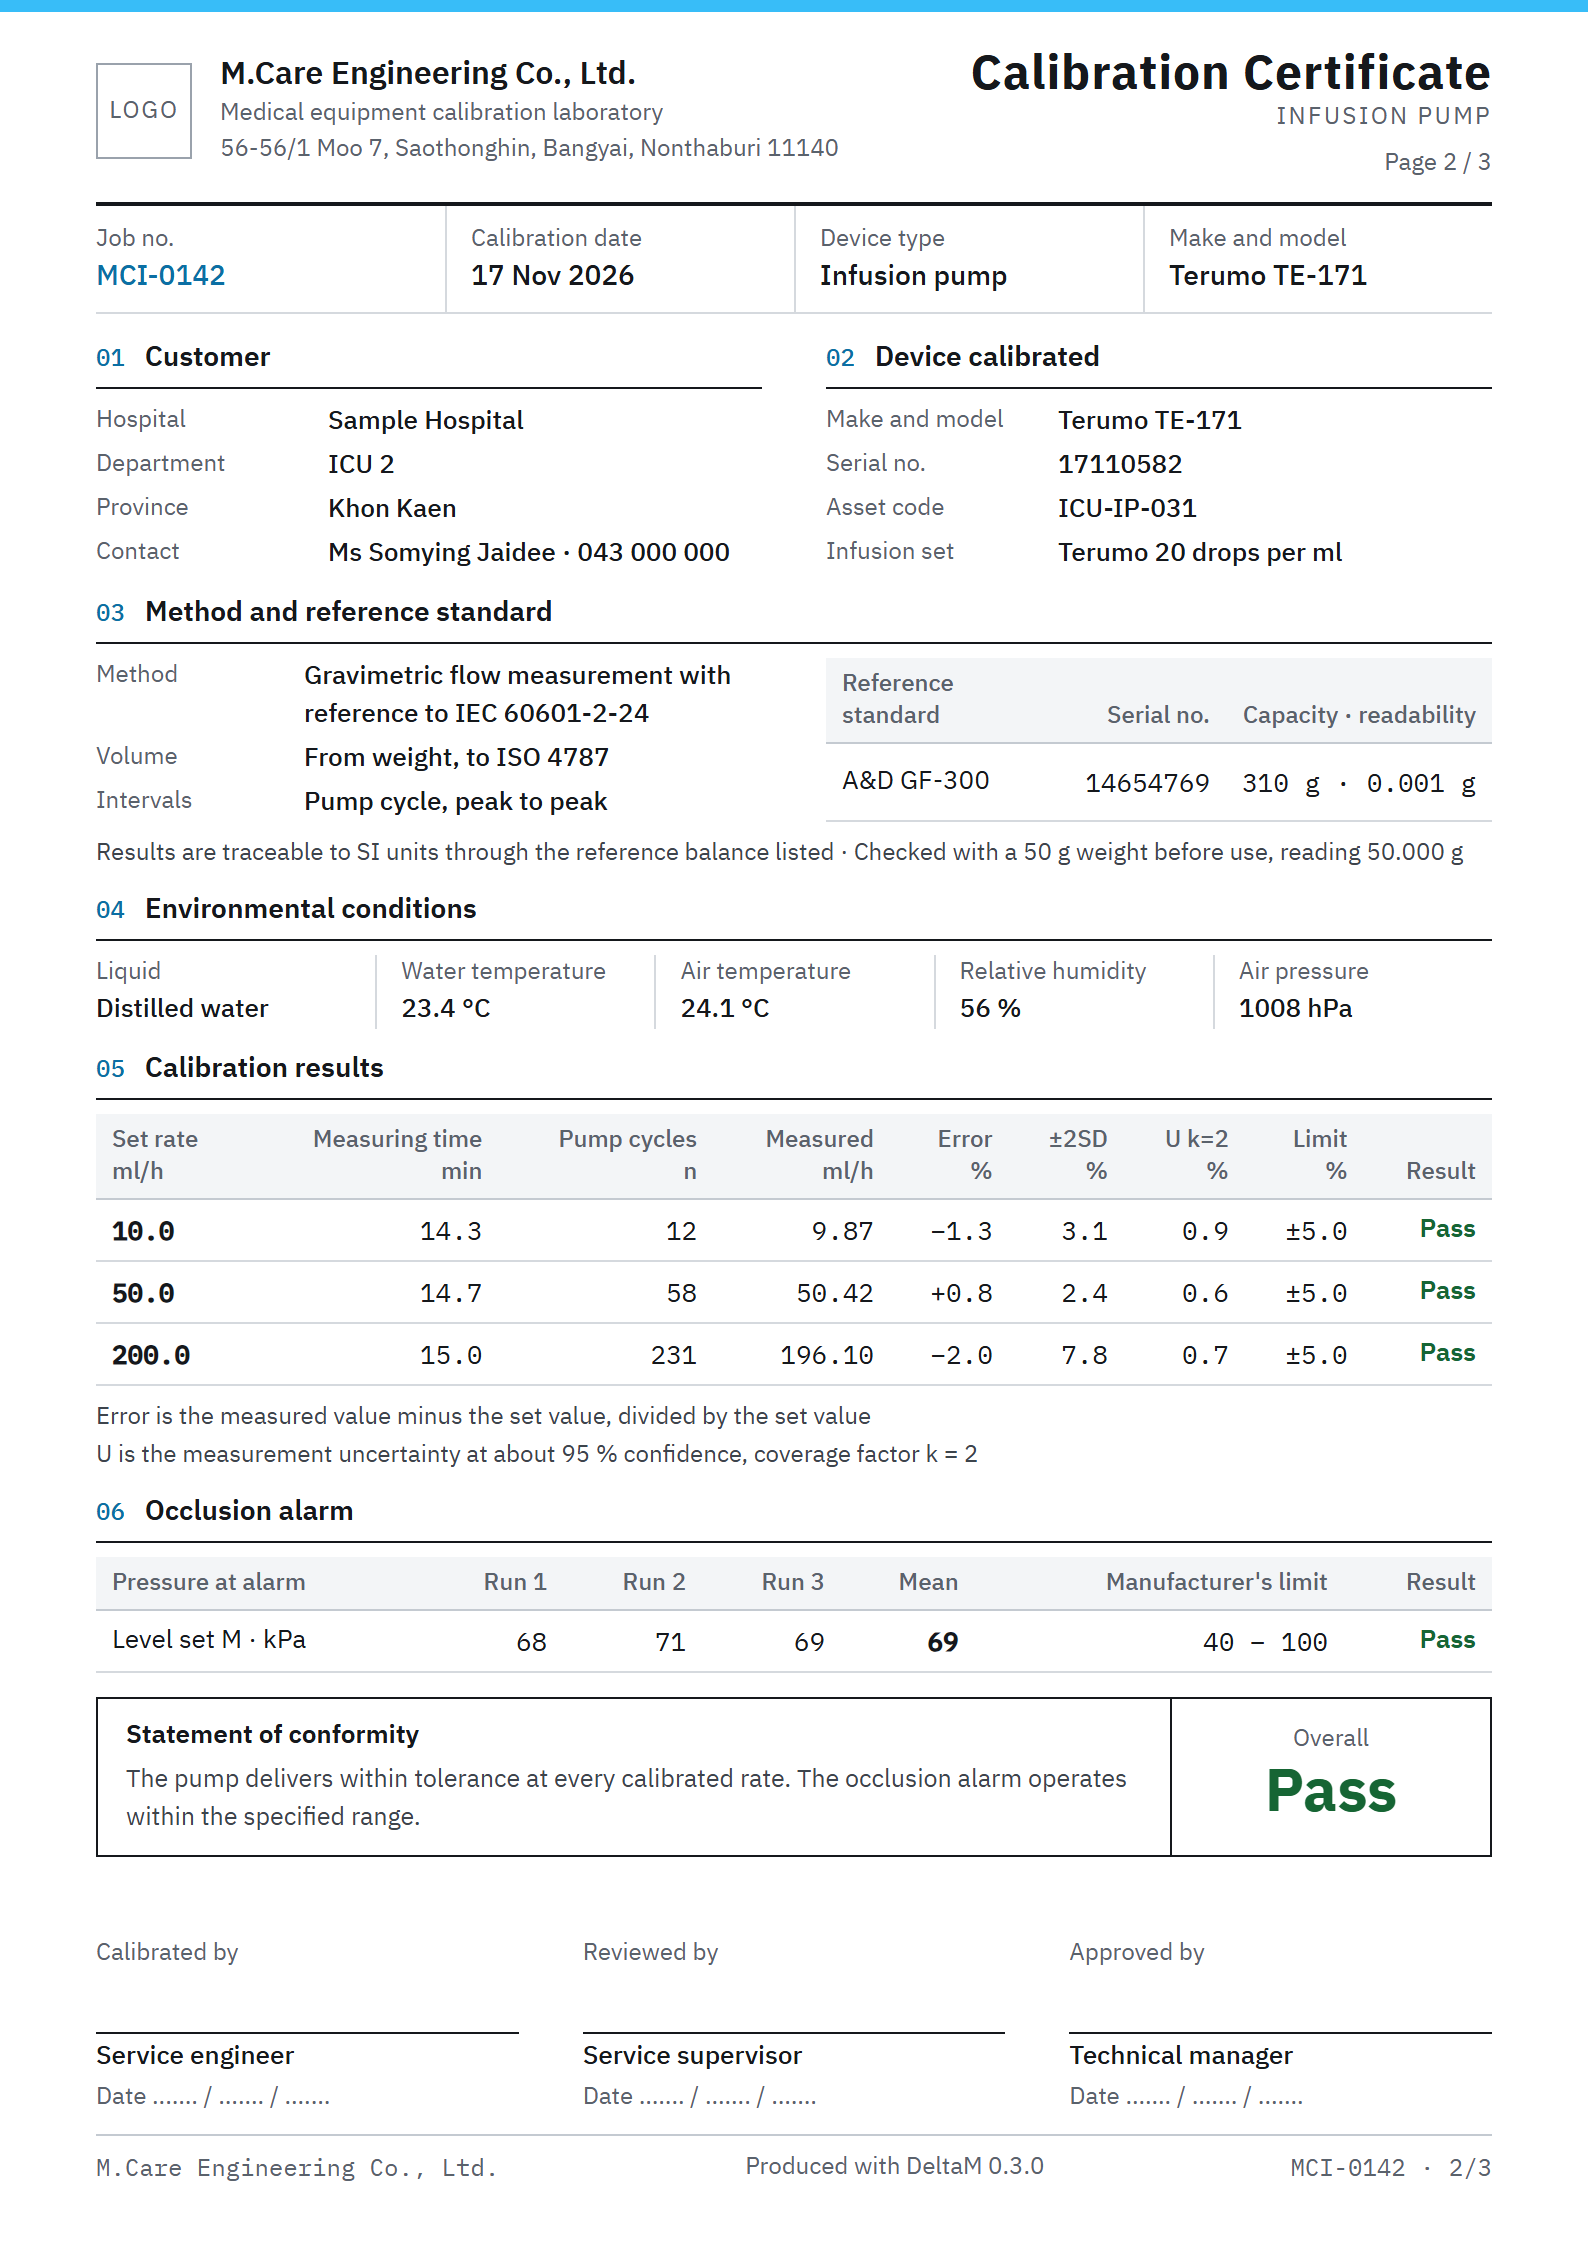 LOGO
M.Care Engineering Co., Ltd.
Medical equipment calibration laboratory
56-56/1 Moo 7, Saothonghin, Bangyai, Nonthaburi 11140
Calibration Certificate
INFUSION PUMP
Page 2 / 3
Job no.
MCI-0142
Calibration date
17 Nov 2026
Device type
Infusion pump
Make and model
Terumo TE-171
01 Customer
Hospital Sample Hospital
Department ICU 2
Province Khon Kaen
Contact Ms Somying Jaidee · 043 000 000
02 Device calibrated
Make and model Terumo TE-171
Serial no. 17110582
Asset code ICU-IP-031
Infusion set Terumo 20 drops per ml
03 Method and reference standard
Method Gravimetric flow measurement with
reference to IEC 60601-2-24
Volume From weight, to ISO 4787
Intervals Pump cycle, peak to peak
Reference
standard Serial no. Capacity · readability
A&D GF-300 14654769 310 g · 0.001 g
Results are traceable to SI units through the reference balance listed · Checked with a 50 g weight before use, reading 50.000 g
04 Environmental conditions
Liquid
Distilled water
Water temperature
23.4 °C
Air temperature
24.1 °C
Relative humidity
56 %
Air pressure
1008 hPa
05 Calibration results
Set rate Measuring time Pump cycles Measured Error ±2SD U k=2 Limit
ml/h min n ml/h % % % % Result
10.0 14.3 12 9.87 −1.3 3.1 0.9 ±5.0 Pass
50.0 14.7 58 50.42 +0.8 2.4 0.6 ±5.0 Pass
200.0 15.0 231 196.10 −2.0 7.8 0.7 ±5.0 Pass
Error is the measured value minus the set value, divided by the set value
U is the measurement uncertainty at about 95 % confidence, coverage factor k = 2
06 Occlusion alarm
Pressure at alarm Run 1 Run 2 Run 3 Mean Manufacturer's limit Result
Level set M · kPa 68 71 69 69 40 – 100 Pass
Statement of conformity
The pump delivers within tolerance at every calibrated rate. The occlusion alarm operates
within the specified range.
Overall
Pass
Calibrated by
Service engineer
Date ....... / ....... / .......
Reviewed by
Service supervisor
Date ....... / ....... / .......
Approved by
Technical manager
Date ....... / ....... / .......
M.Care Engineering Co., Ltd. Produced with DeltaM 0.3.0 MCI-0142 · 2/3